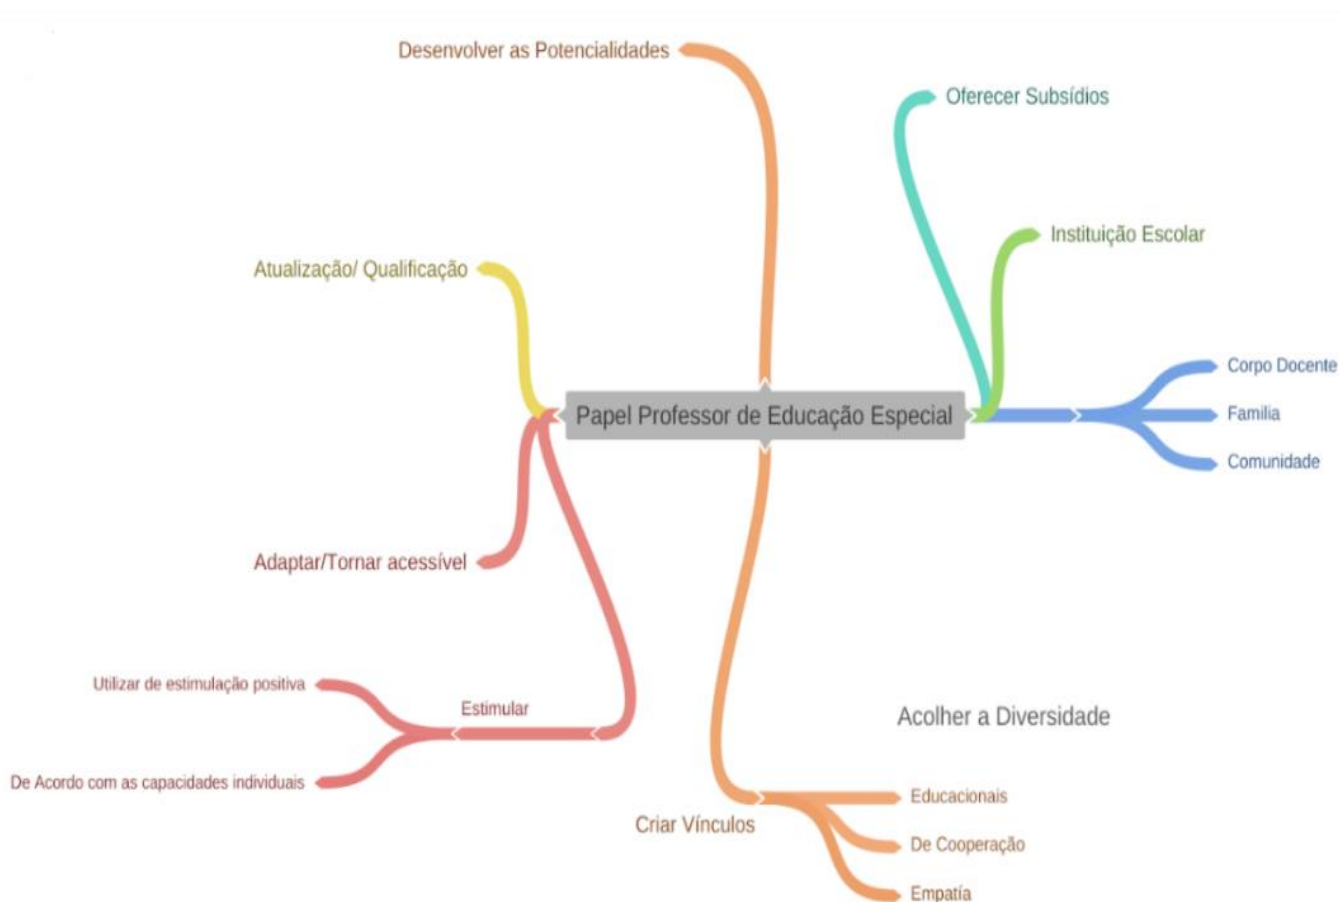 Desenvolver as Potencialidades
Oferecer Subsídios
Instituição Escolar
Atualização/ Qualificação
Corpo Docente
Papel Professor de Educação Especial
Familia
Comunidade
Adaptar/Tornar acessível
Utilizar de estimulação positiva
Estimular
Acolher a Diversidade
De Acordo com as capacidades individuais
Educacionais
Criar Vínculos
De Cooperação
Empatía